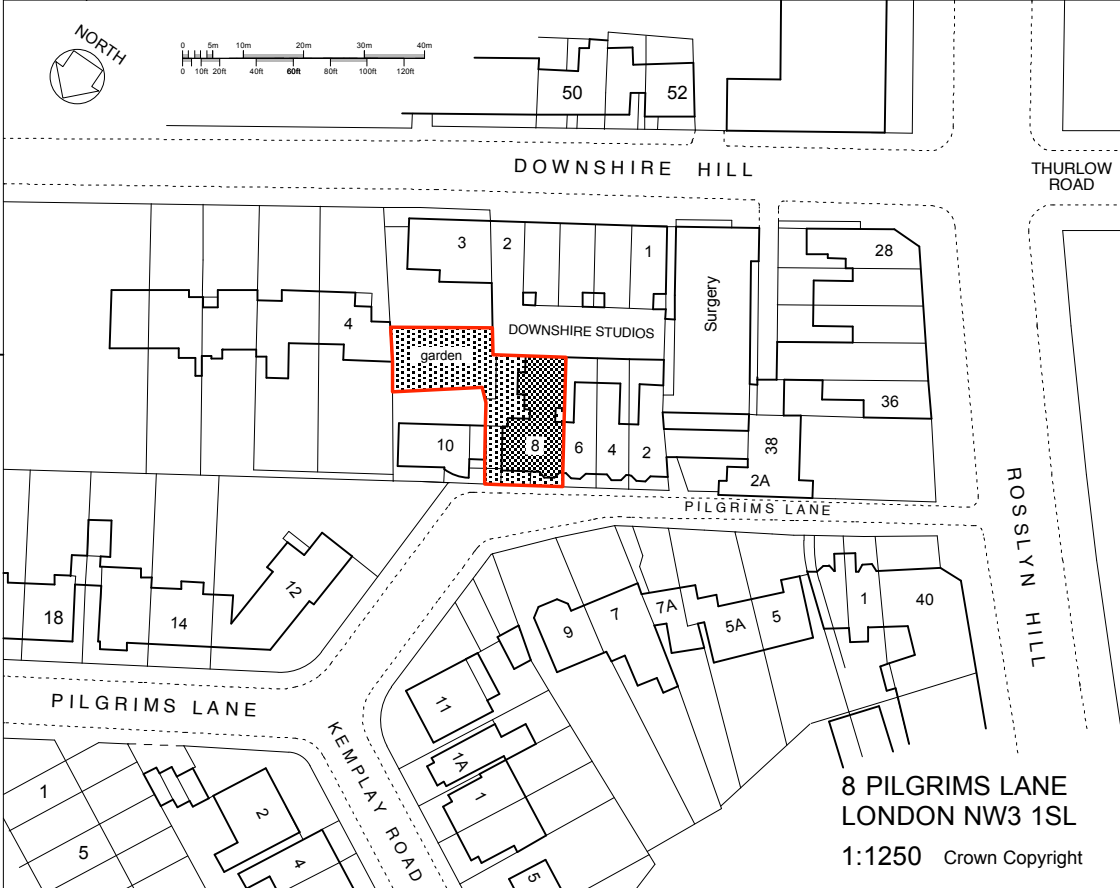 NORTH
0 5m 10m 20m 30m 40m
0 10ft 20ft 40ft 60ft 80ft 100ft 120ft
50
52
DOWNSHIRE HILL
THURLOW
ROAD
3
2
1
28
Surgery
4
DOWNSHIRE STUDIOS
garden
36
10
8
6
4
2
38
2A
PILGRIMS LANE
ROSSLYN HILL
12
18
14
9
7
7A
5A
5
1
40
11
PILGRIMS LANE
KEMPLAY ROAD
1A
1
1
5
2
4
5
8 PILGRIMS LANE
LONDON NW3 1SL
1:1250 Crown Copyright